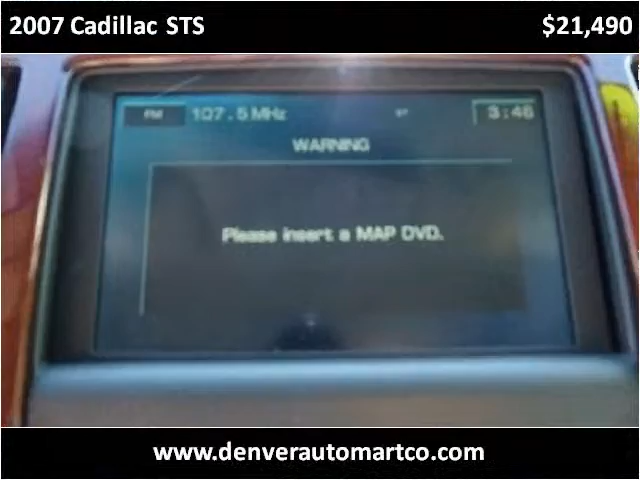 2007 Cadillac STS $21,490
FM 107.5 MHz ST 3:46
WARNING
Please insert a MAP DVD.
www.denverautomartco.com